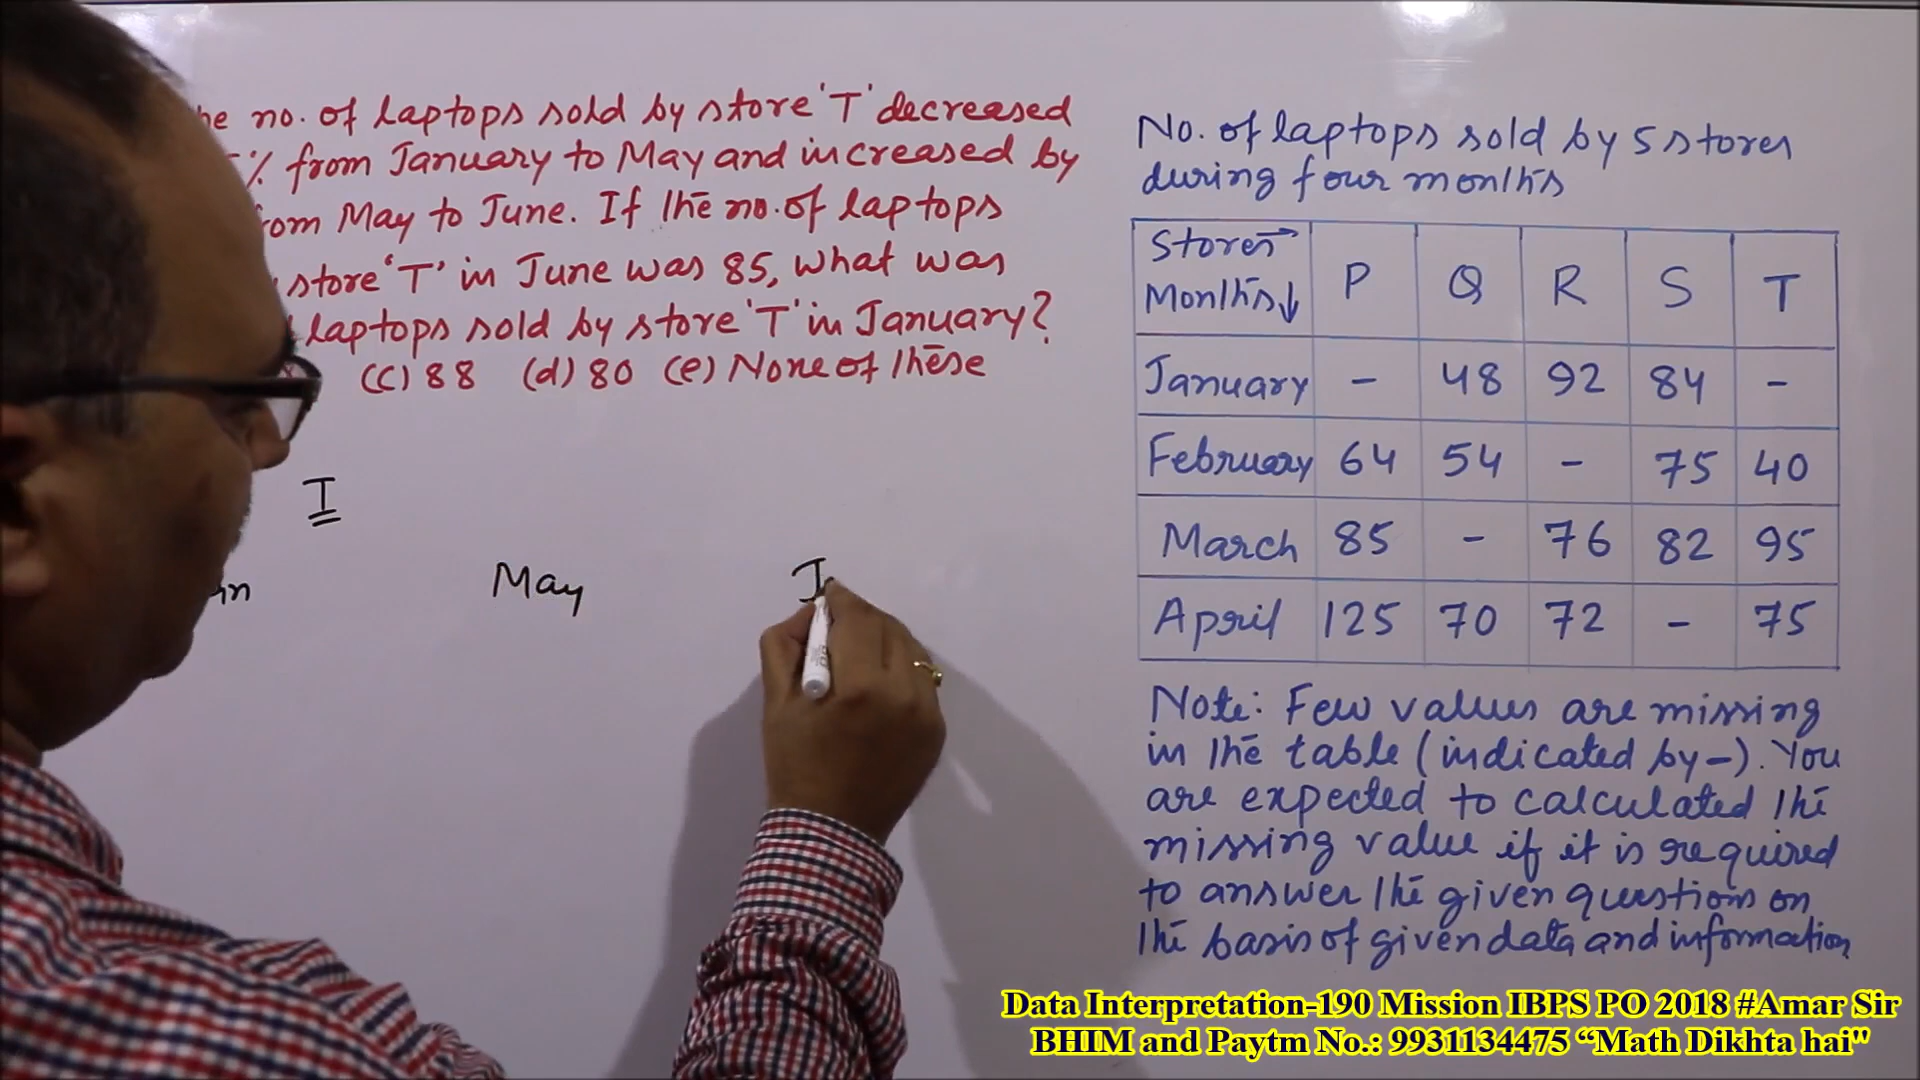 he no. of laptops sold by store 'T' decreased
% from January to May and increased by
om May to June. If the no. of laptops
store 'T' in June was 85, what was
laptops sold by store 'T' in January?
(c) 88 (d) 80 (e) None of these
I
n
May
J
No. of laptops sold by 5 stores
during four months
Stores→ Months↓ P Q R S T
January - 48 92 84 -
February 64 54 - 75 40
March 85 - 76 82 95
April 125 70 72 - 75
Note: Few values are missing
in the table (indicated by -). You
are expected to calculated the
missing value if it is required
to answer the given questions on
the basis of given data and information
Data Interpretation-190 Mission IBPS PO 2018 #Amar Sir
BHIM and Paytm No.: 9931134475 “Math Dikhta hai"